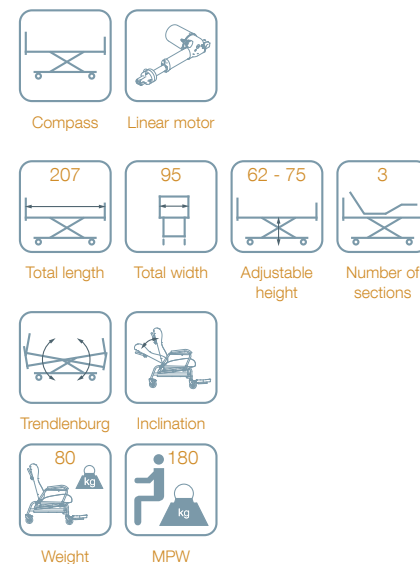 Compass
Linear motor
207
95
62 - 75
3
Total length
Total width
Adjustable
height
Number of
sections
Trendlenburg
Inclination
80
kg
180
kg
Weight
MPW